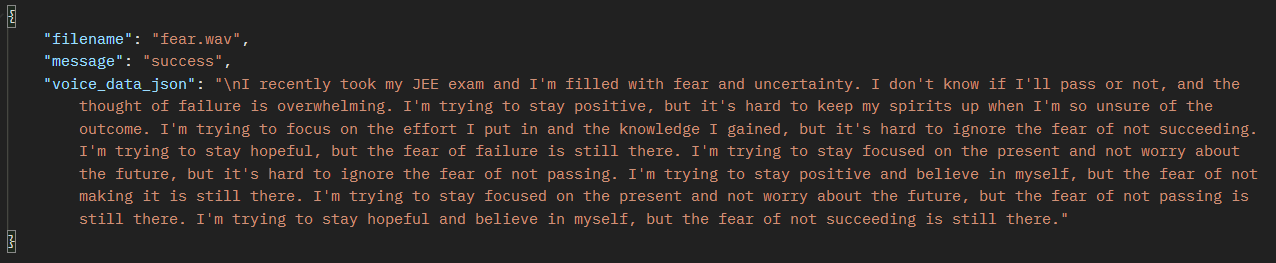 {
"filename": "fear.wav",
"message": "success",
"voice_data_json": "\nI recently took my JEE exam and I'm filled with fear and uncertainty. I don't know if I'll pass or not, and the
thought of failure is overwhelming. I'm trying to stay positive, but it's hard to keep my spirits up when I'm so unsure of the
outcome. I'm trying to focus on the effort I put in and the knowledge I gained, but it's hard to ignore the fear of not succeeding.
I'm trying to stay hopeful, but the fear of failure is still there. I'm trying to stay focused on the present and not worry about
the future, but it's hard to ignore the fear of not passing. I'm trying to stay positive and believe in myself, but the fear of not
making it is still there. I'm trying to stay focused on the present and not worry about the future, but the fear of not passing is
still there. I'm trying to stay hopeful and believe in myself, but the fear of not succeeding is still there."
}